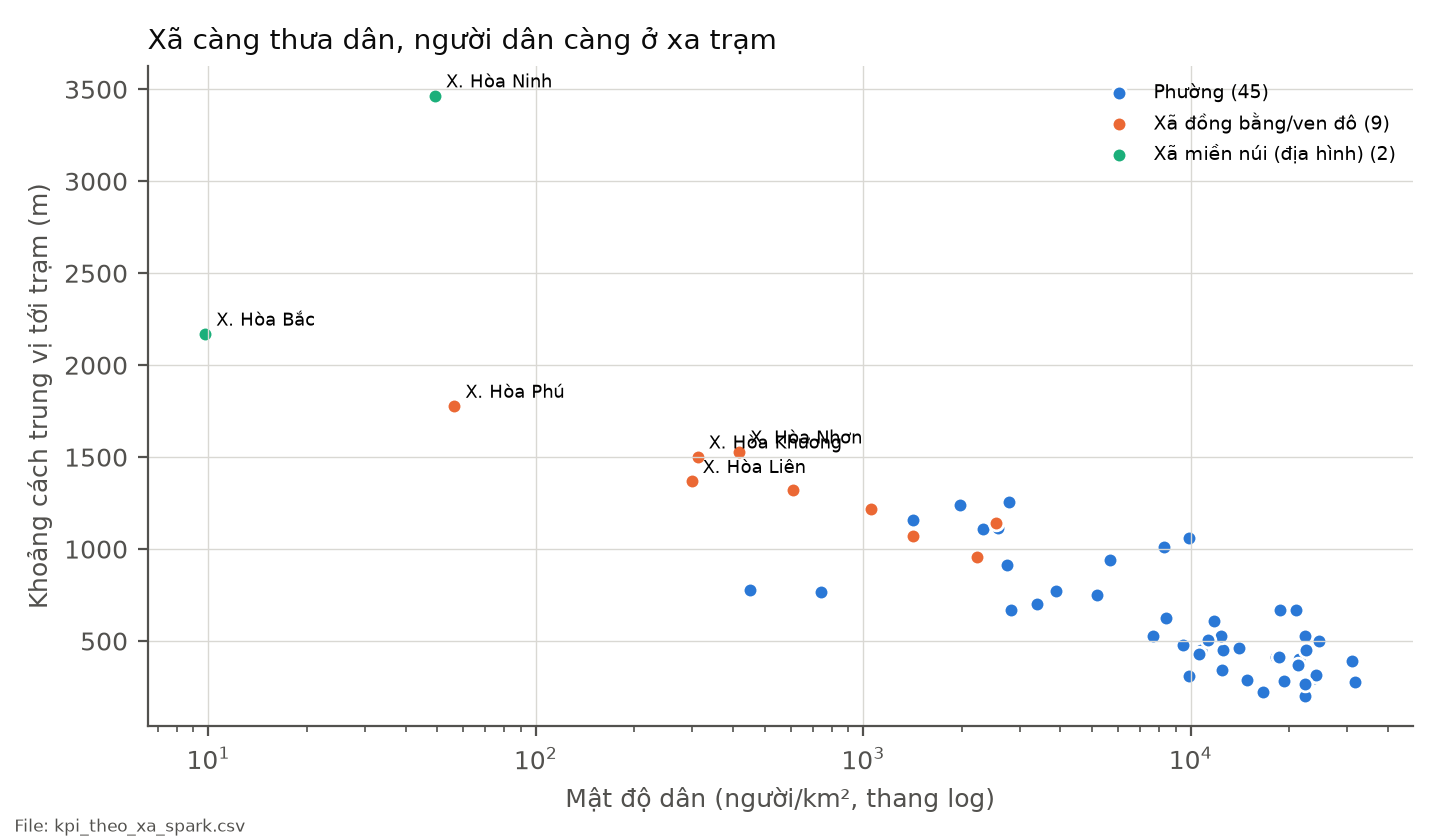 Xã càng thưa dân, người dân càng ở xa trạm
Khoảng cách trung vị tới trạm (m)
3500
3000
2500
2000
1500
1000
500
X. Hòa Ninh
X. Hòa Bắc
X. Hòa Phú
X. Hòa Nhơn
X. Hòa Khương
X. Hòa Liên
Phường (45)
Xã đồng bằng/ven đô (9)
Xã miền núi (địa hình) (2)
10¹
10²
10³
10⁴
Mật độ dân (người/km², thang log)
File: kpi_theo_xa_spark.csv